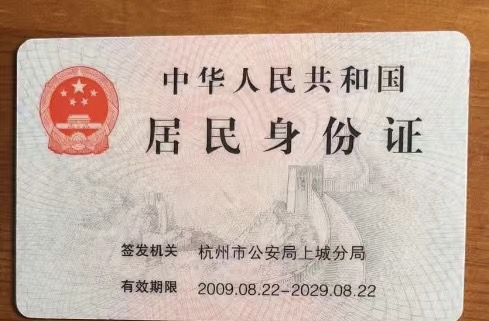 中华人民共和国
居民身份证
签发机关 杭州市公安局上城分局
有效期限 2009.08.22-2029.08.22